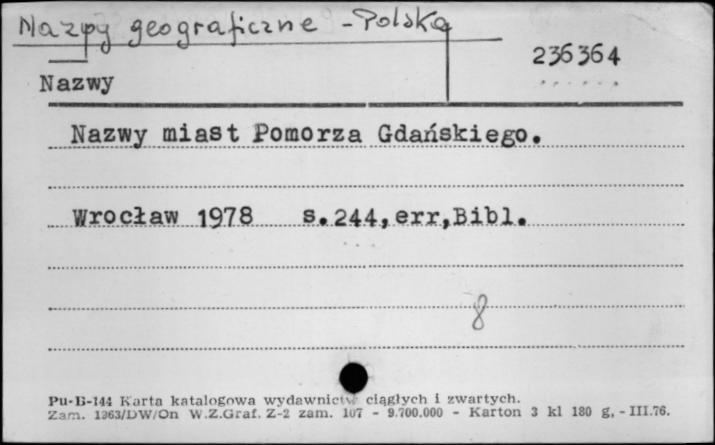 Nazwy geograficzne - Polska
236364
Nazwy
Nazwy miast Pomorza Gdańskiego.
Wrocław 1978 s.244,err,Bibl.
8
Pu-B-144 Karta katalogowa wydawnictw ciągłych i zwartych.
Zam. 1363/DW/On W.Z.Graf. Z-2 zam. 107 - 9.700.000 - Karton 3 kl 180 g, - III.76.